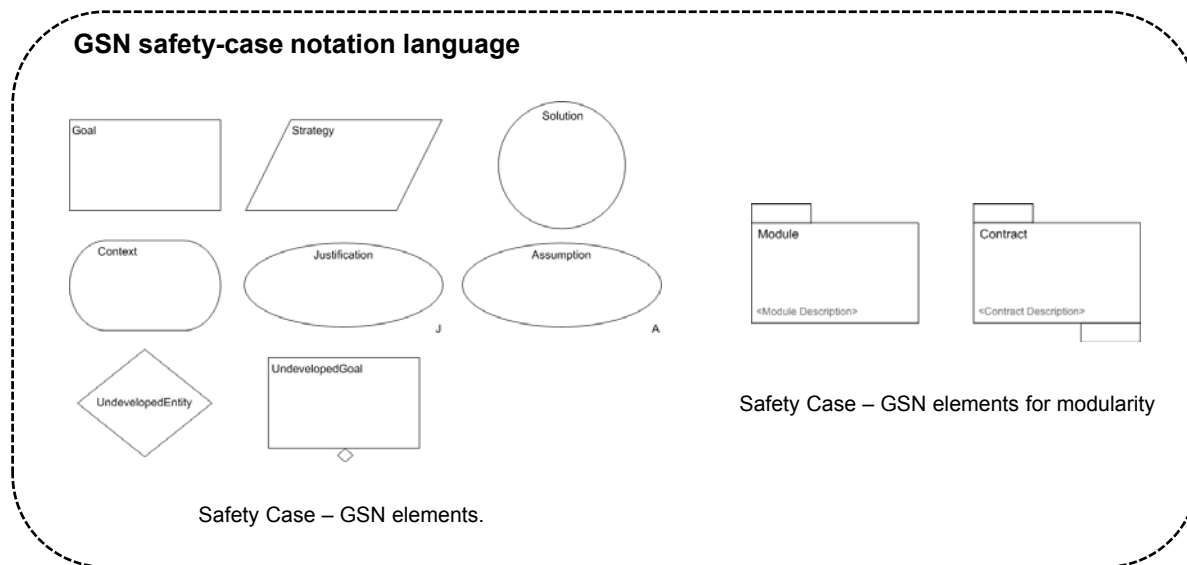 GSN safety-case notation language
Goal
Strategy
Solution
Context
Justification
J
Assumption
A
UndevelopedEntity
UndevelopedGoal
Safety Case – GSN elements.
Module
<Module Description>
Contract
<Contract Description>
Safety Case – GSN elements for modularity